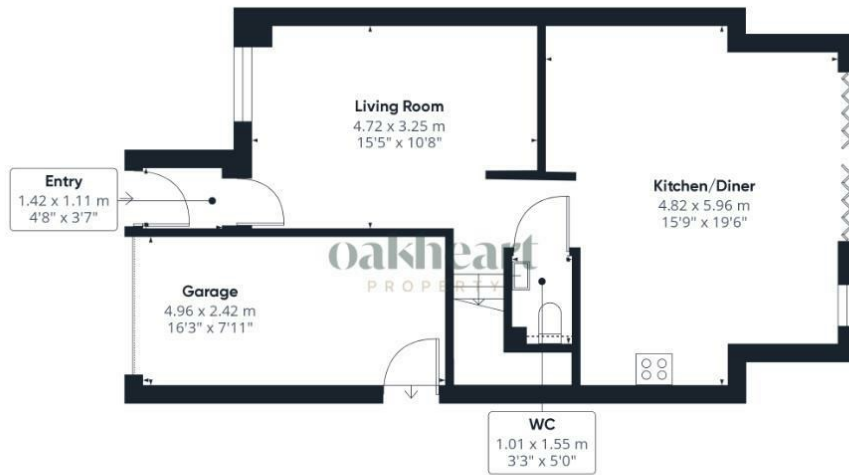 Living Room
4.72 x 3.25 m
15'5" x 10'8"
Entry
1.42 x 1.11 m
4'8" x 3'7"
Kitchen/Diner
4.82 x 5.96 m
15'9" x 19'6"
oakheart
PROPERTY
Garage
4.96 x 2.42 m
16'3" x 7'11"
WC
1.01 x 1.55 m
3'3" x 5'0"